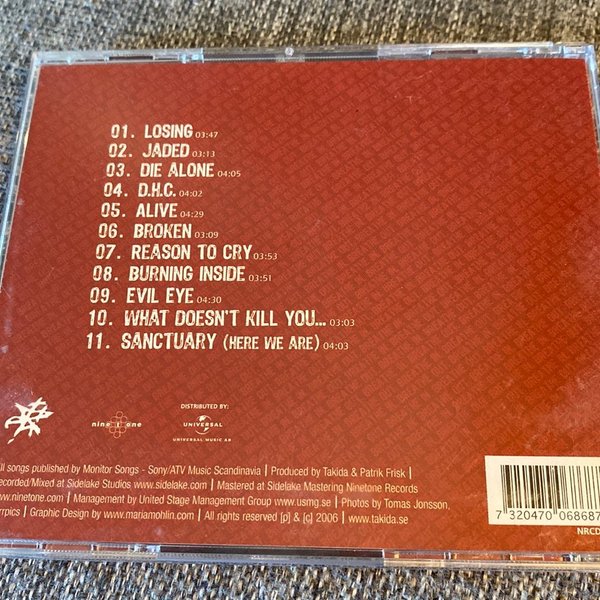 01. LOSING 03:47
02. JADED 03:13
03. DIE ALONE 04:05
04. D.H.C. 04:02
05. ALIVE 04:29
06. BROKEN 03:09
07. REASON TO CRY 03:53
08. BURNING INSIDE 03:51
09. EVIL EYE 04:30
10. WHAT DOESN'T KILL YOU... 03:03
11. SANCTUARY (HERE WE ARE) 04:03
DISTRIBUTED BY:
nine t one
UNIVERSAL
UNIVERSAL MUSIC AB
ll songs published by Monitor Songs - Sony/ATV Music Scandinavia | Produced by Takida & Patrik Frisk |
ecorded/Mixed at Sidelake Studios www.sidelake.com | Mastered at Sidelake Mastering Ninetone Records
www.ninetone.com | Management by United Stage Management Group www.usmg.se | Photos by Tomas Jonsson,
rrpics | Graphic Design by www.mariamohlin.com | All rights reserved [p] & [c] 2006 | www.takida.se
7 320470 068687
NRCD